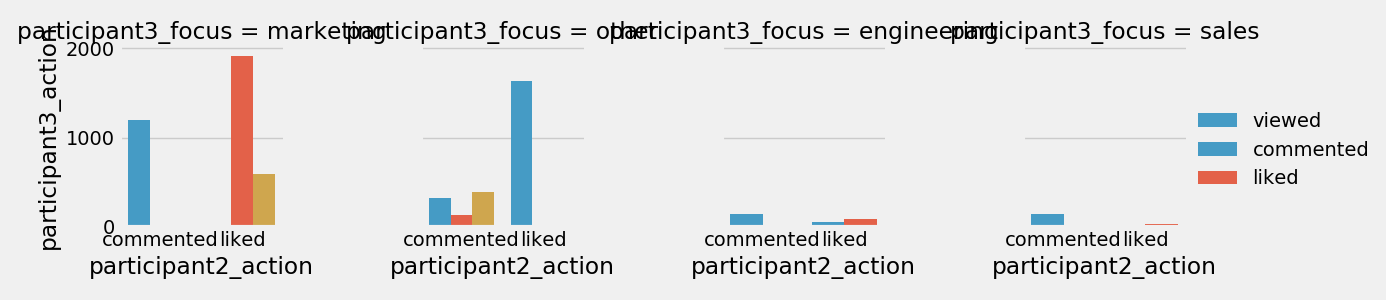 participant3_focus = marketing
participant3_focus = other
participant3_focus = engineering
participant3_focus = sales
participant3_action
2000
1000
0
commented liked
commented liked
commented liked
commented liked
participant2_action
participant2_action
participant2_action
participant2_action
viewed
commented
liked